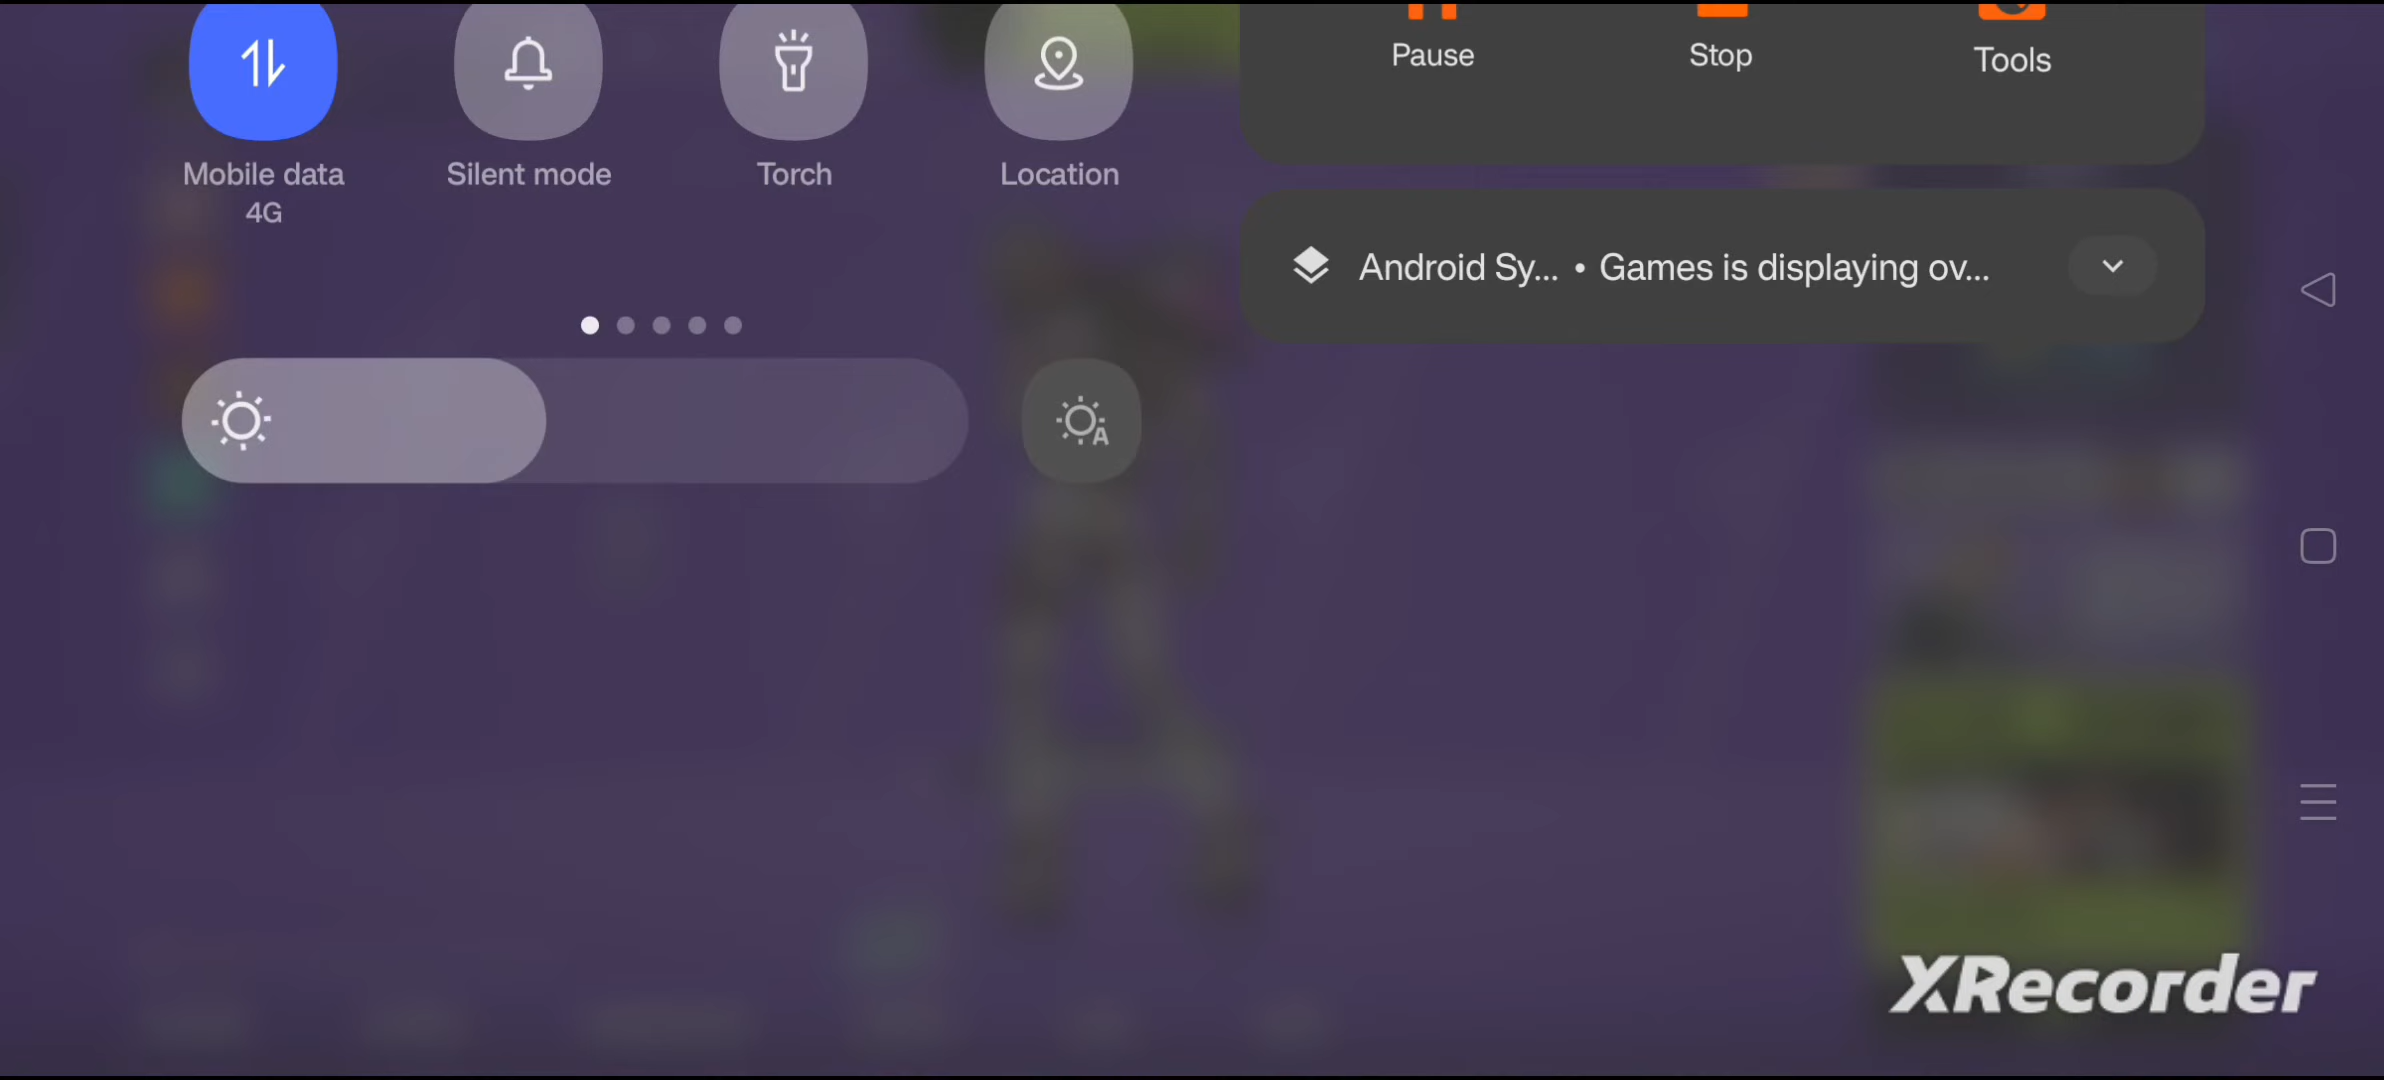 Pause
Stop
Tools
Mobile data
4G
Silent mode
Torch
Location
Android Sy... • Games is displaying ov...
A
XRecorder